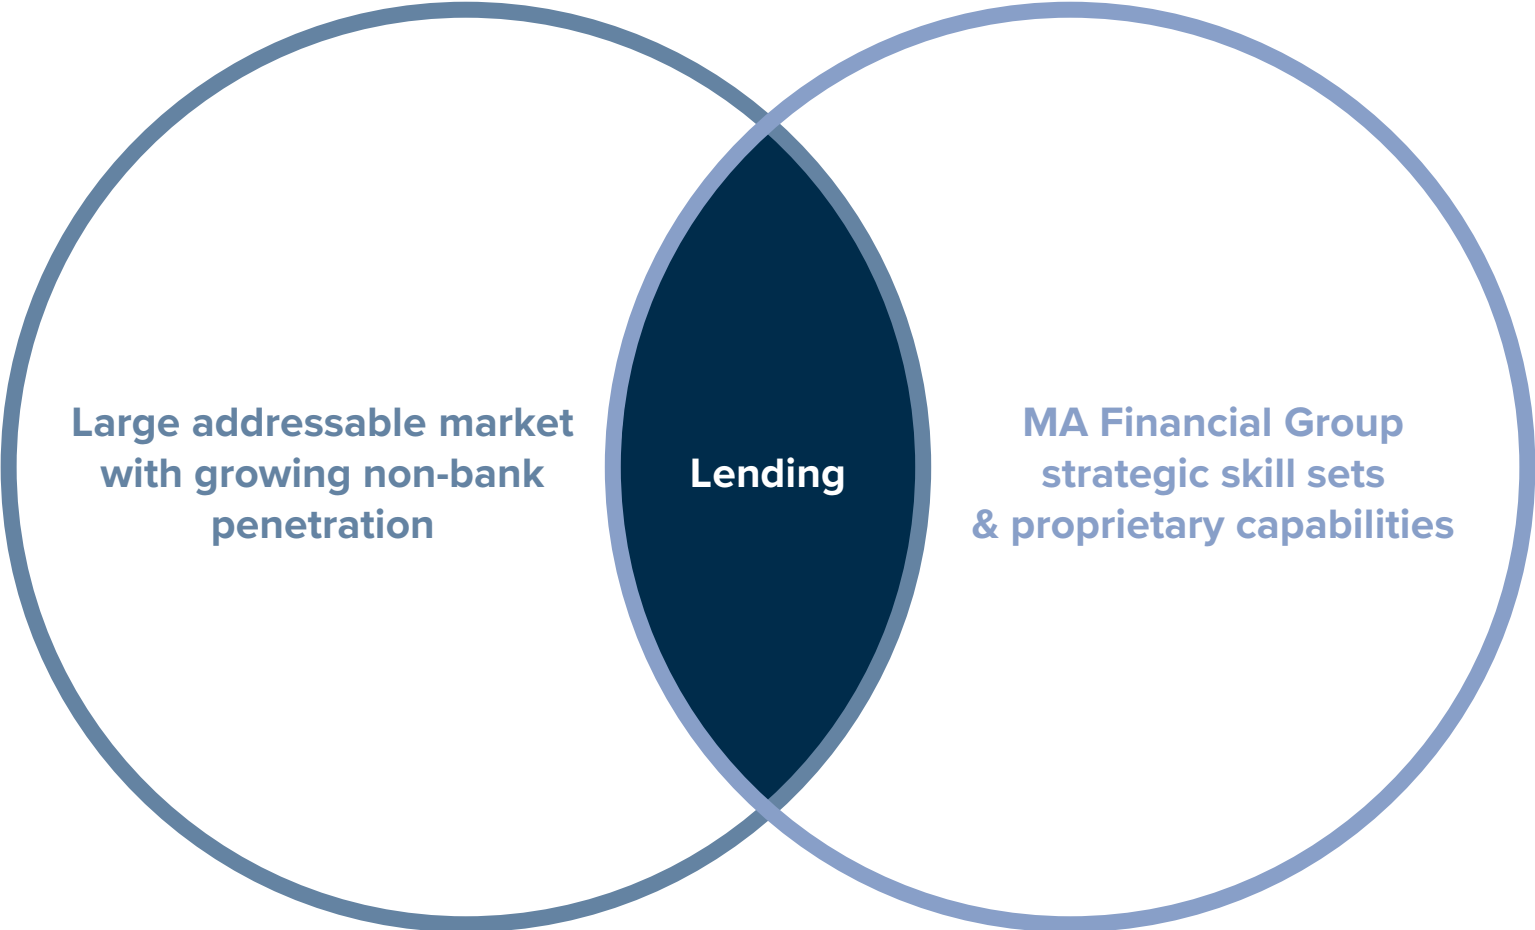 Large addressable market
with growing non-bank
penetration
Lending
MA Financial Group
strategic skill sets
& proprietary capabilities